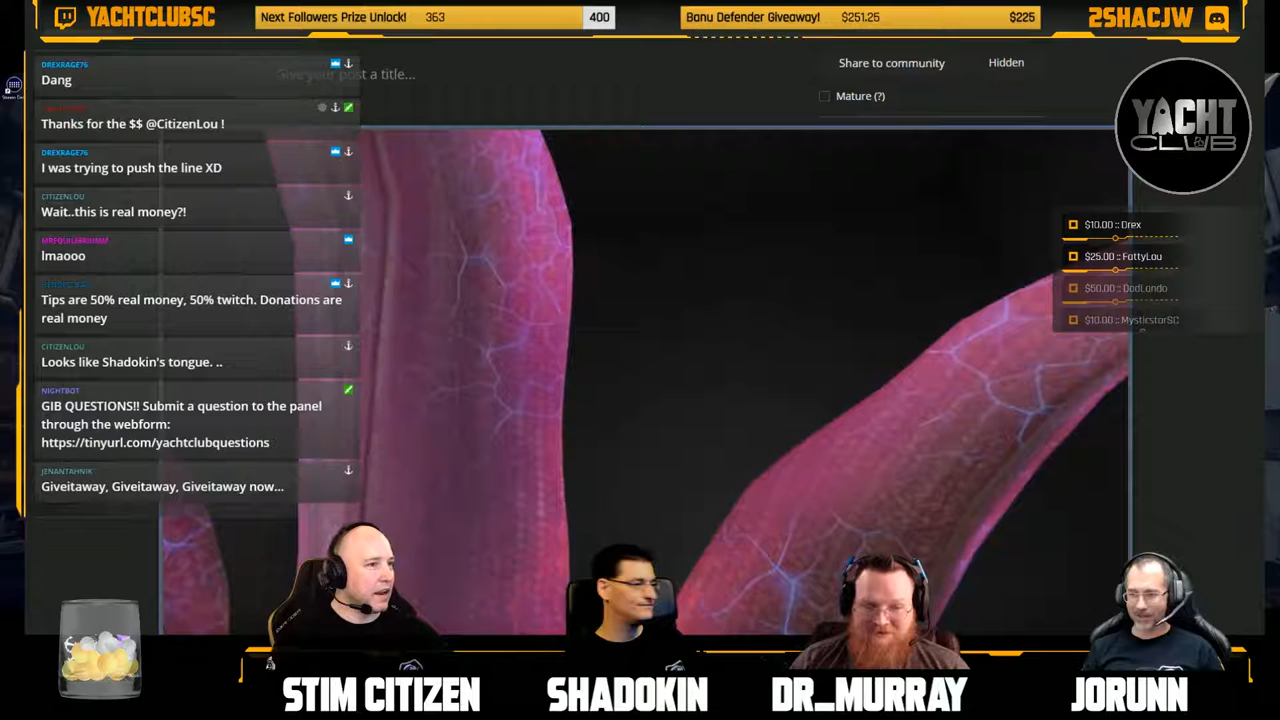 YACHTCLUBSC
Next Followers Prize Unlock! 363 400
Banu Defender Giveaway! $251.25 $225
2SHACJW
Give your post a title...
Share to community Hidden
Mature (?)
YACHT
CLUB
DREXRAGE76
Dang
Thanks for the $$ @CitizenLou !
DREXRAGE76
I was trying to push the line XD
CITIZENLOU
Wait..this is real money?!
MREQUILIBRIUMM
lmaooo
Tips are 50% real money, 50% twitch. Donations are
real money
CITIZENLOU
Looks like Shadokin's tongue. ..
NIGHTBOT
GIB QUESTIONS!! Submit a question to the panel
through the webform:
https://tinyurl.com/yachtclubquestions
JENANTAHNIK
Giveitaway, Giveitaway, Giveitaway now...
$10.00 :: Drex
$25.00 :: FattyLou
$50.00 :: DadLando
$10.00 :: MysticstarSC
STIM CITIZEN
SHADOKIN
DR_MURRAY
JORUNN